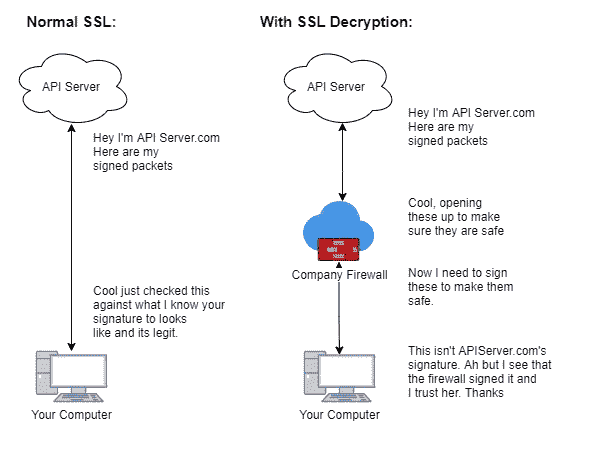 Normal SSL:
With SSL Decryption:
API Server
Hey I'm API Server.com
Here are my
signed packets
Cool just checked this
against what I know your
signature to looks
like and its legit.
Your Computer
API Server
Hey I'm API Server.com
Here are my
signed packets
Cool, opening
these up to make
sure they are safe
Company Firewall
Now I need to sign
these to make them
safe.
This isn't APIServer.com's
signature. Ah but I see that
the firewall signed it and
I trust her. Thanks
Your Computer